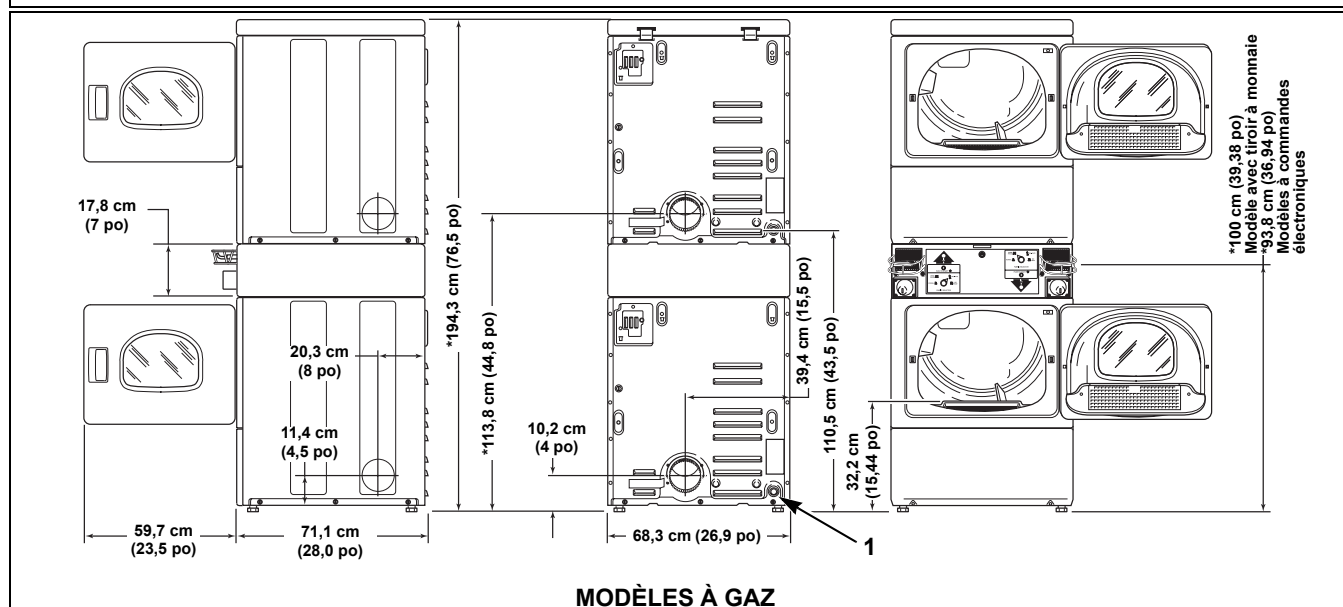 17,8 cm
(7 po)
20,3 cm
(8 po)
11,4 cm
(4,5 po)
59,7 cm
(23,5 po)
71,1 cm
(28,0 po)
*194,3 cm (76,5 po)
*113,8 cm (44,8 po)
10,2 cm
(4 po)
39,4 cm (15,5 po)
110,5 cm (43,5 po)
68,3 cm (26,9 po)
1
32,2 cm
(15,44 po)
*100 cm (39,38 po)
Modèle avec tiroir à monnaie
*93,8 cm (36,94 po)
Modèles à commandes
électroniques
MODÈLES À GAZ